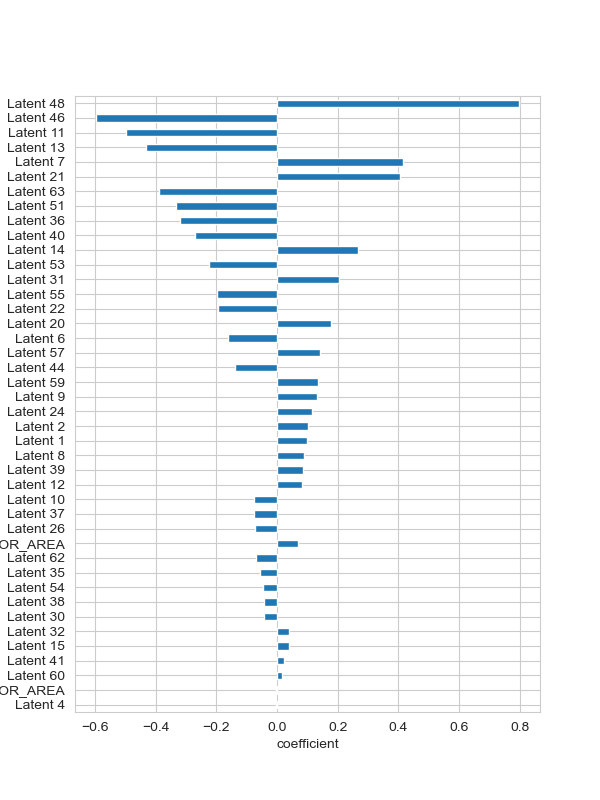 Latent 48
Latent 46
Latent 11
Latent 13
Latent 7
Latent 21
Latent 63
Latent 51
Latent 36
Latent 40
Latent 14
Latent 53
Latent 31
Latent 55
Latent 22
Latent 20
Latent 6
Latent 57
Latent 44
Latent 59
Latent 9
Latent 24
Latent 2
Latent 1
Latent 8
Latent 39
Latent 12
Latent 10
Latent 37
Latent 26
OR_AREA
Latent 62
Latent 35
Latent 54
Latent 38
Latent 30
Latent 32
Latent 15
Latent 41
Latent 60
OR_AREA
Latent 4
−0.6 −0.4 −0.2 0.0 0.2 0.4 0.6 0.8
coefficient